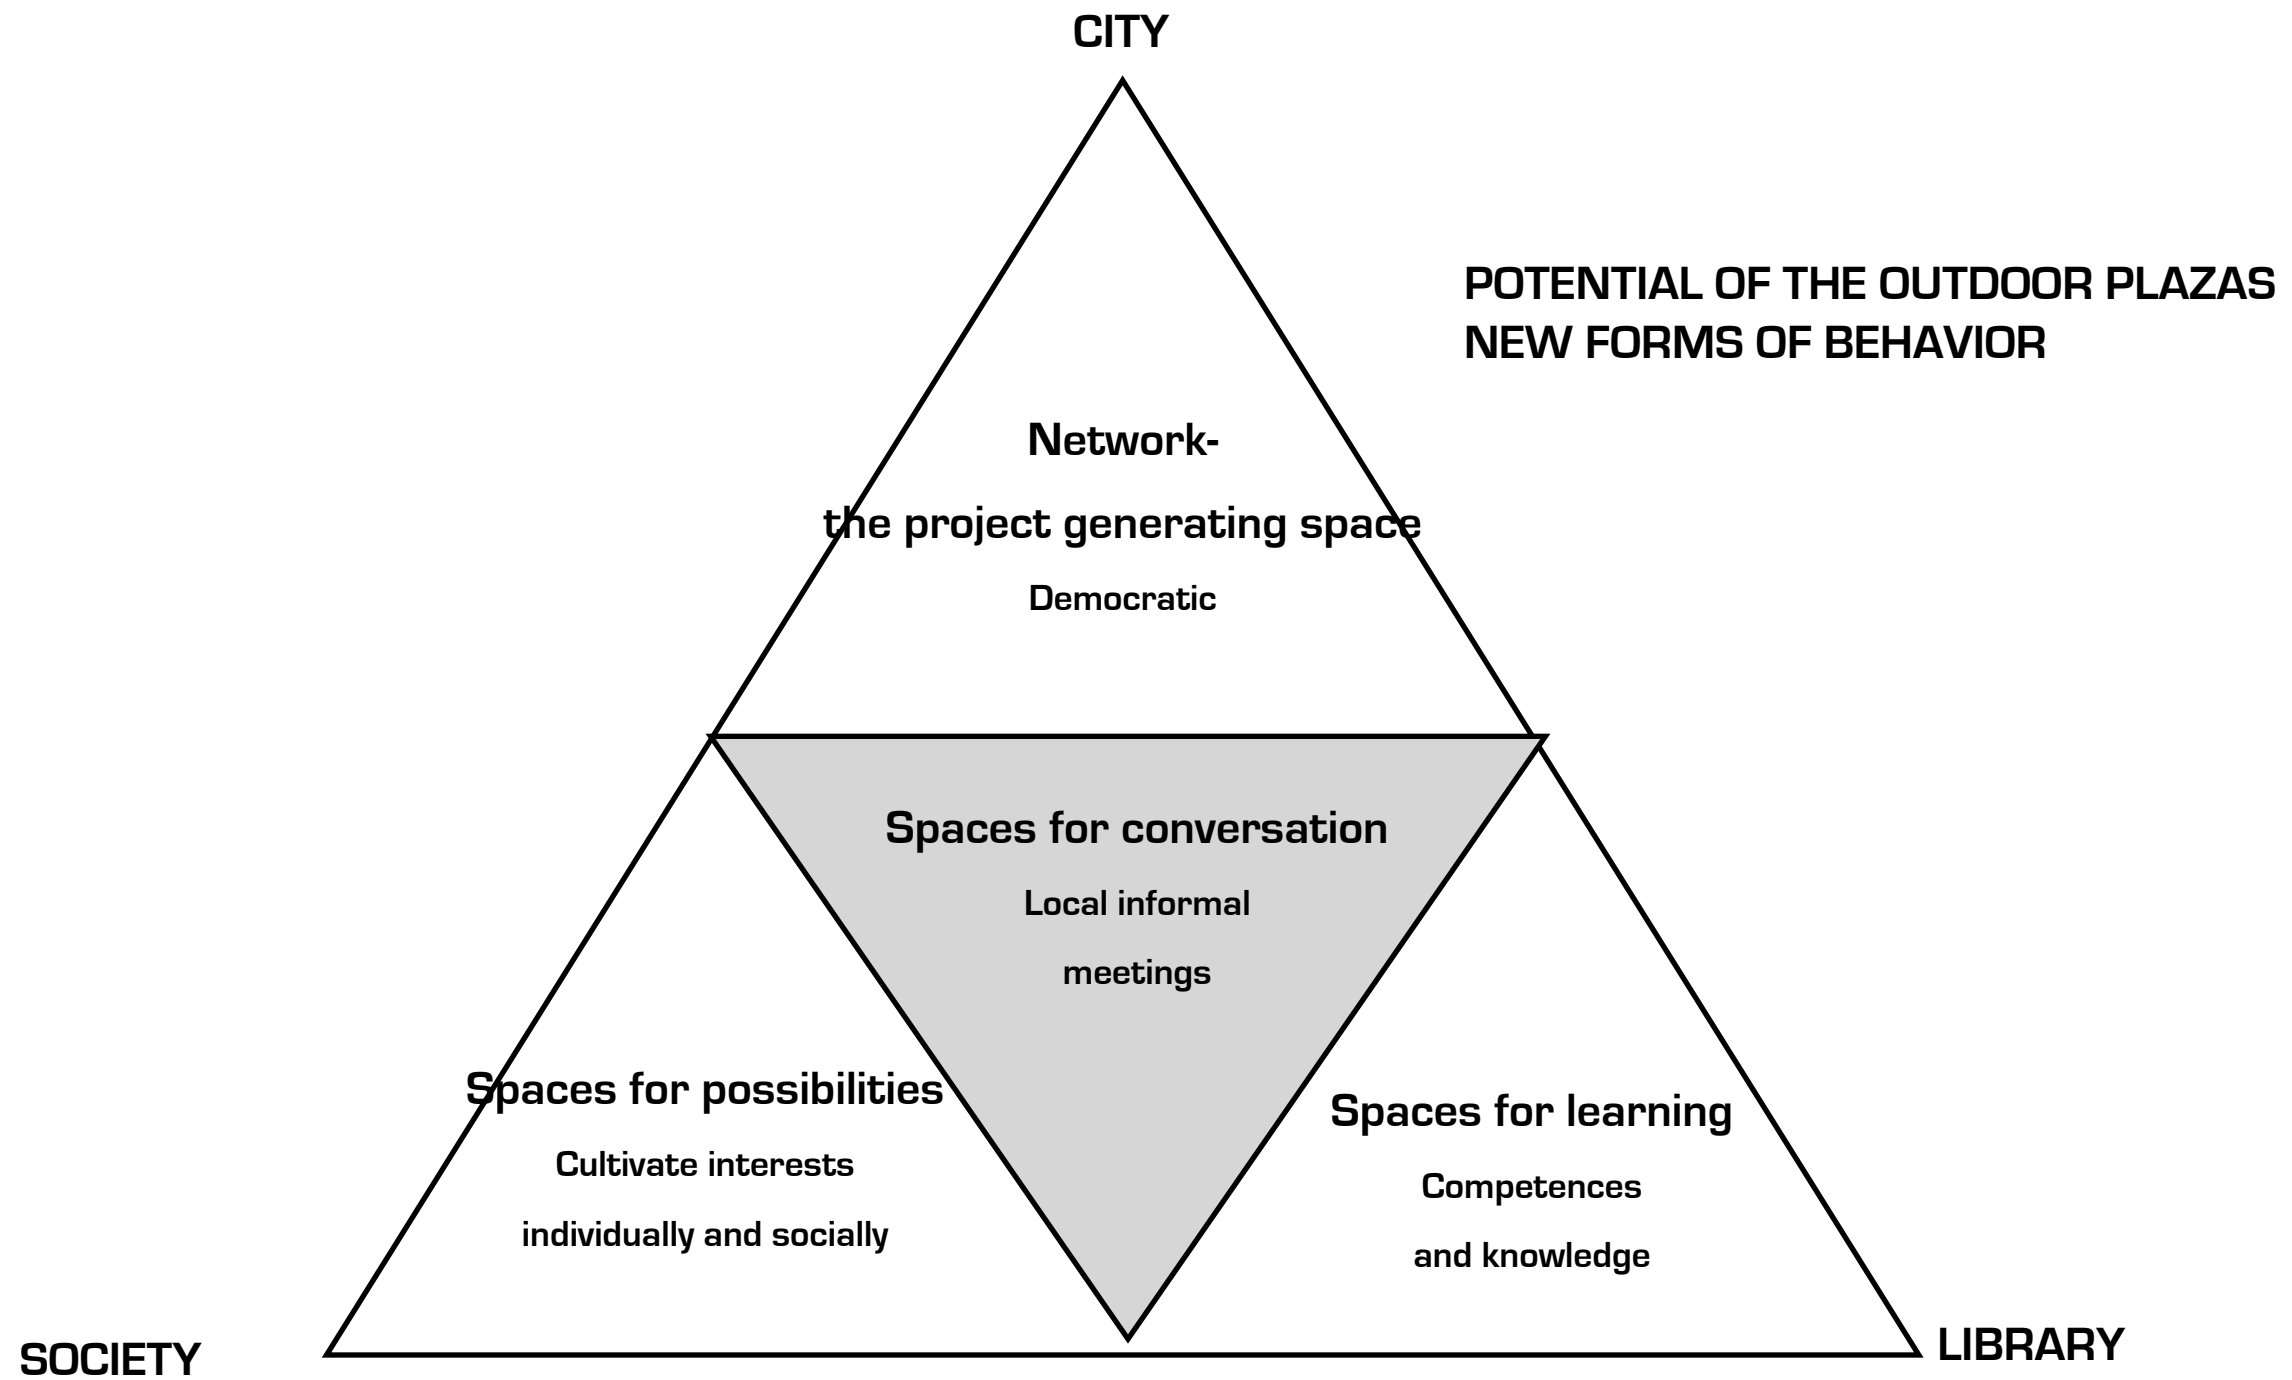 CITY
POTENTIAL OF THE OUTDOOR PLAZAS
NEW FORMS OF BEHAVIOR
Network-
the project generating space
Democratic
Spaces for conversation
Local informal
meetings
Spaces for possibilities
Cultivate interests
individually and socially
Spaces for learning
Competences
and knowledge
SOCIETY
LIBRARY